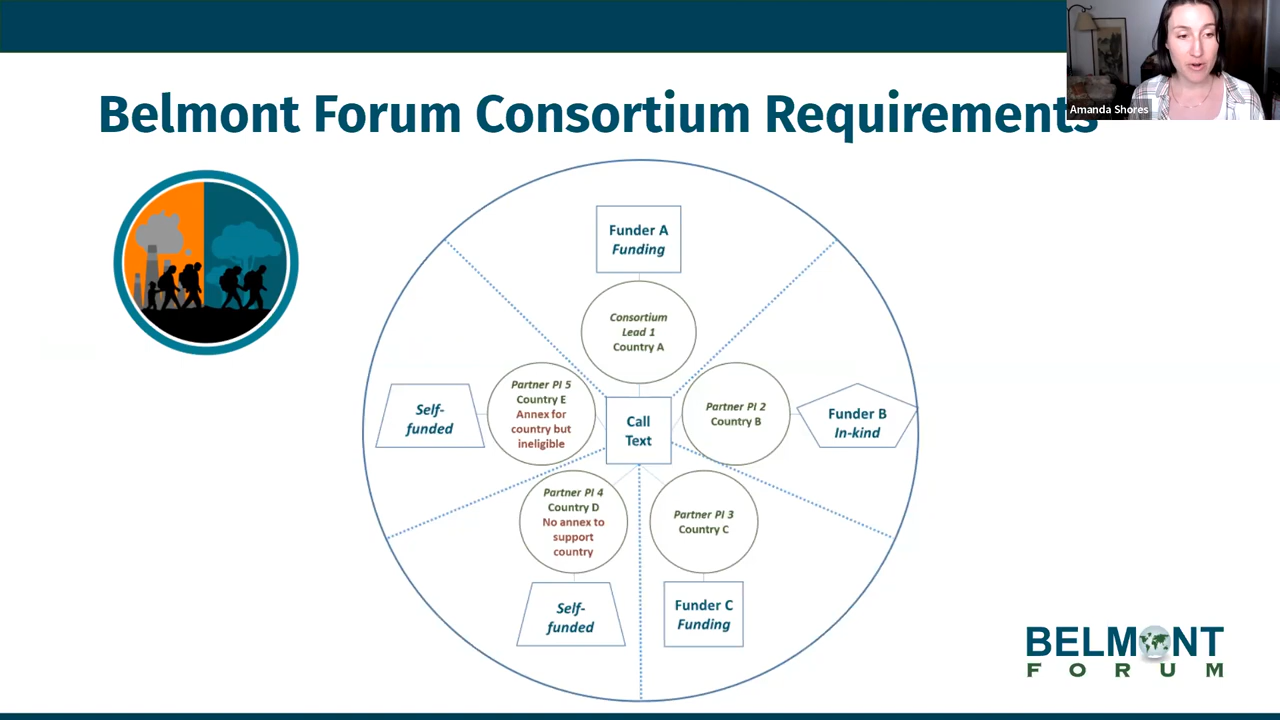 Belmont Forum Consortium Requirements
Amanda Shores
Funder A
Funding
Consortium
Lead 1
Country A
Partner PI 5
Country E
Annex for
country but
ineligible
Self-
funded
Call
Text
Partner PI 2
Country B
Funder B
In-kind
Partner PI 4
Country D
No annex to
support
country
Self-
funded
Partner PI 3
Country C
Funder C
Funding
BELMONT
FORUM